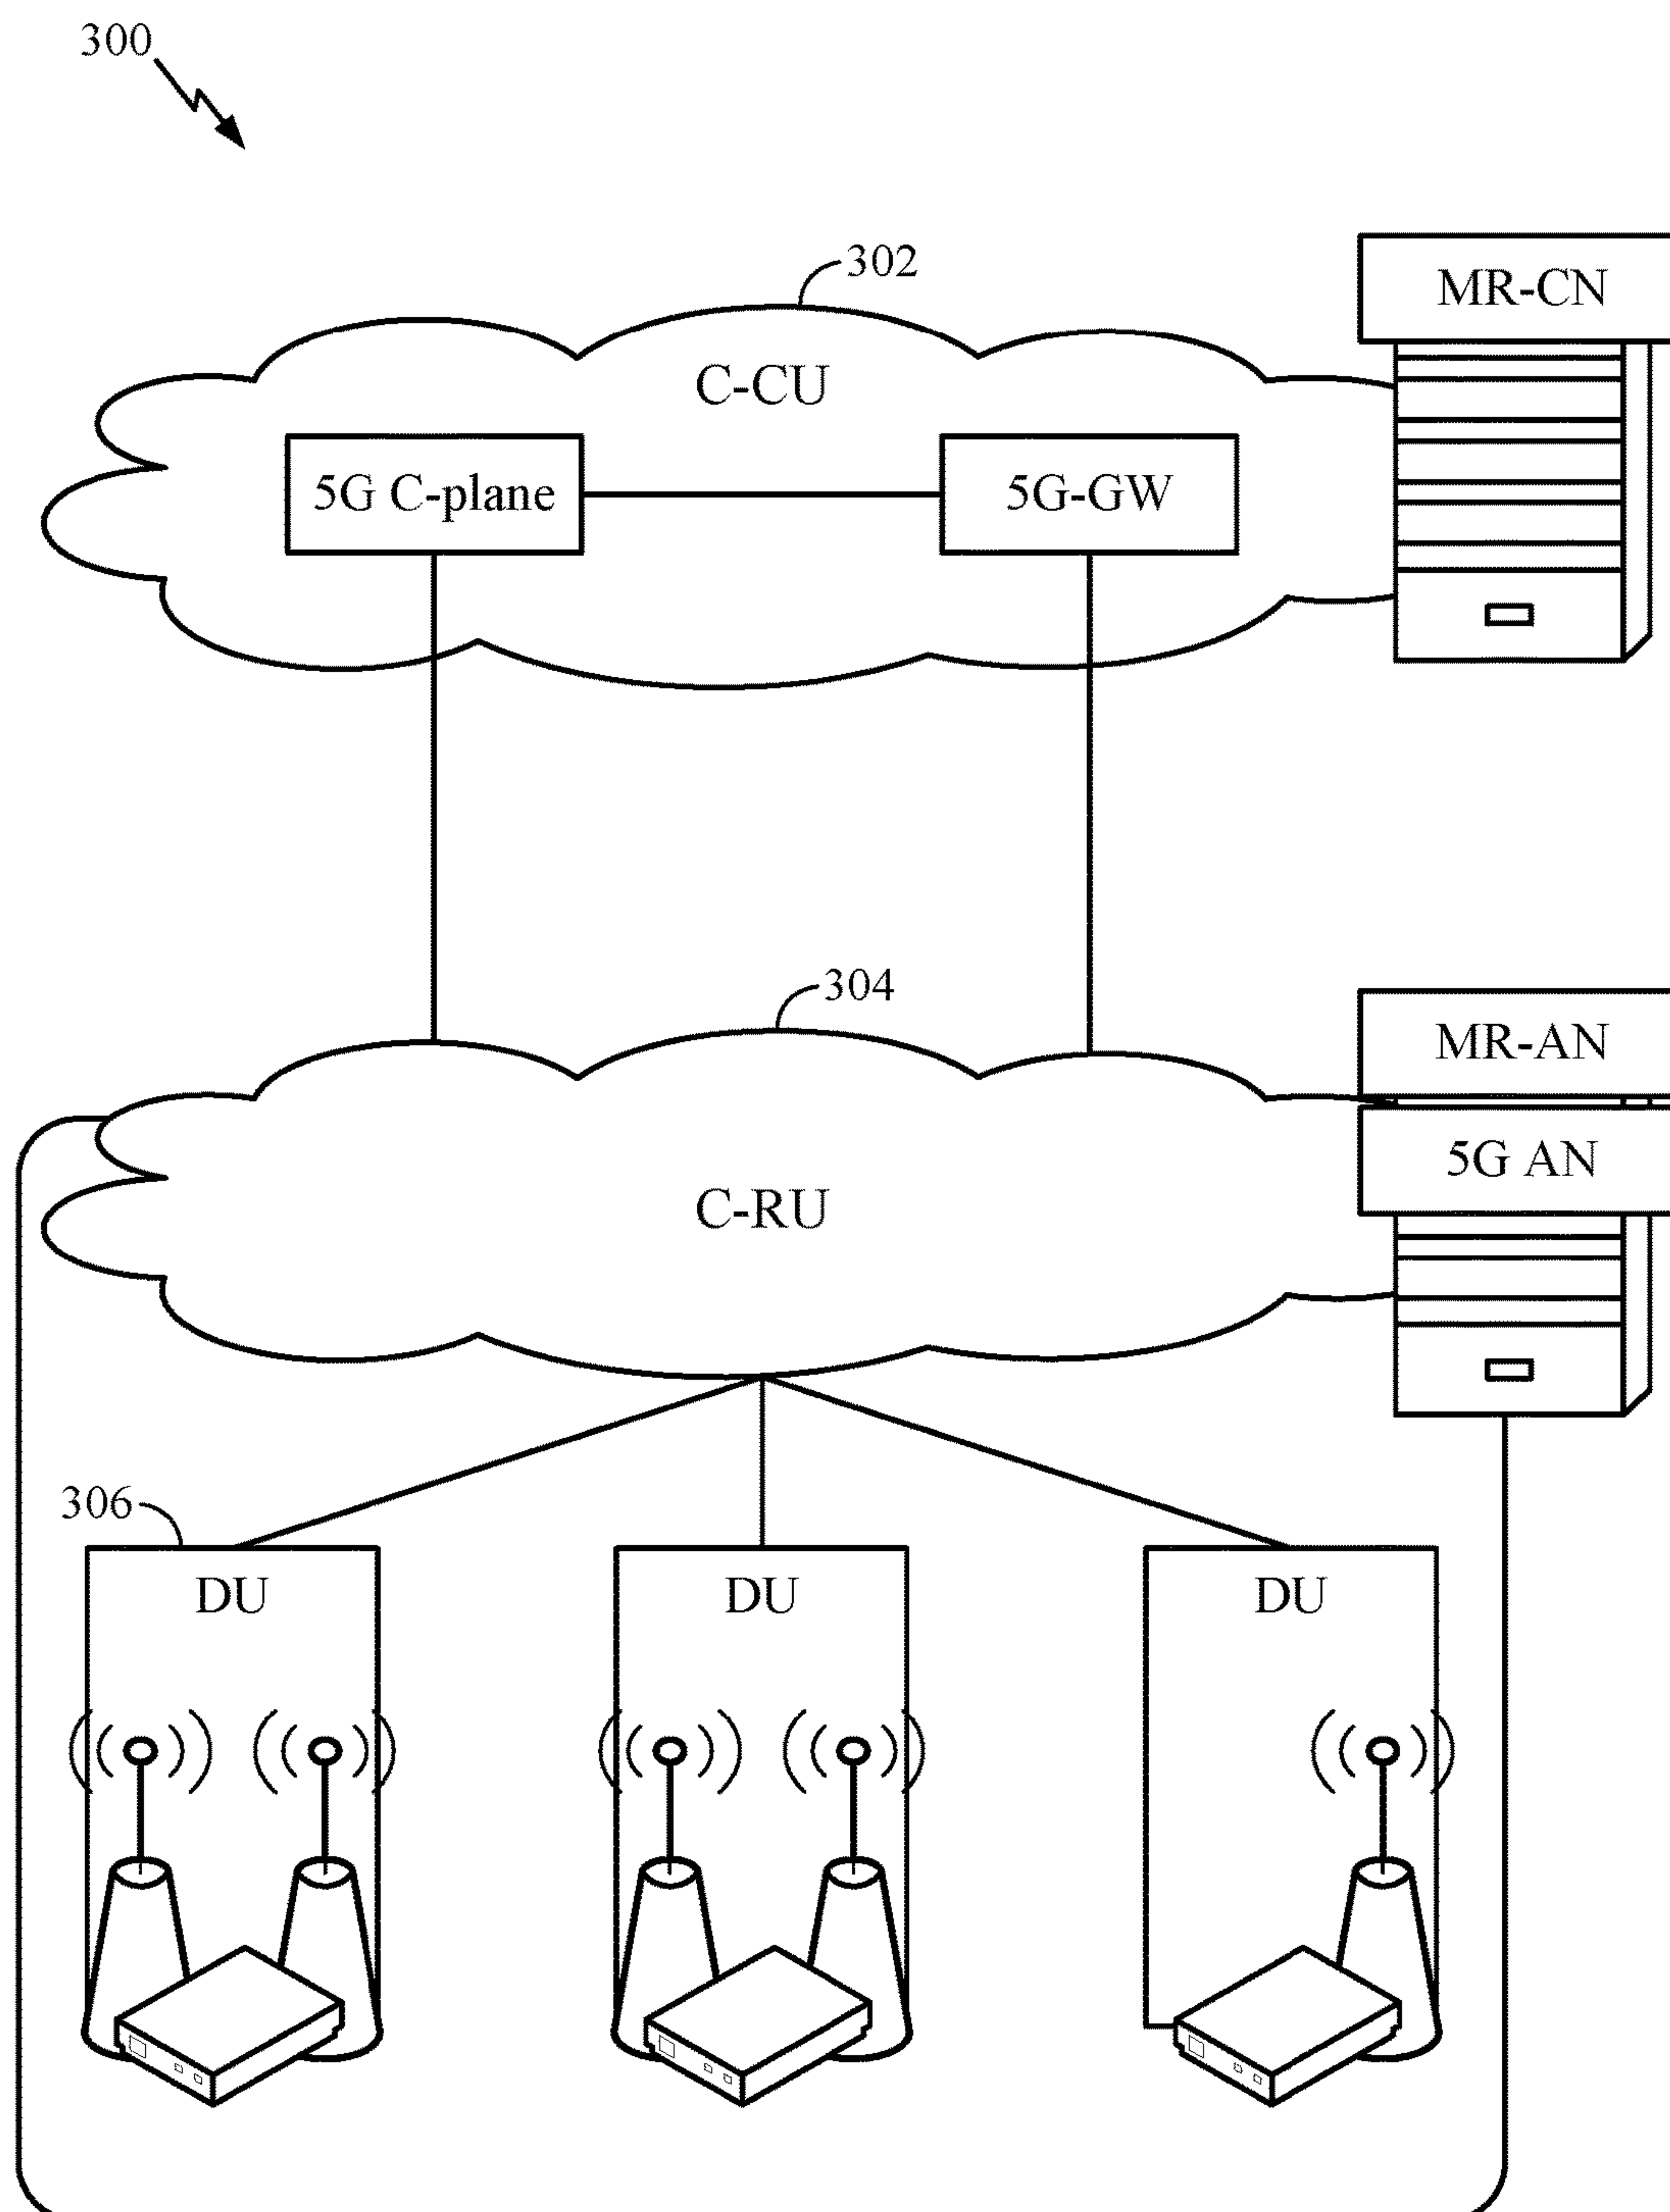 300
302
MR-CN
C-CU
5G C-plane
5G-GW
304
MR-AN
5G AN
C-RU
306
DU
DU
DU